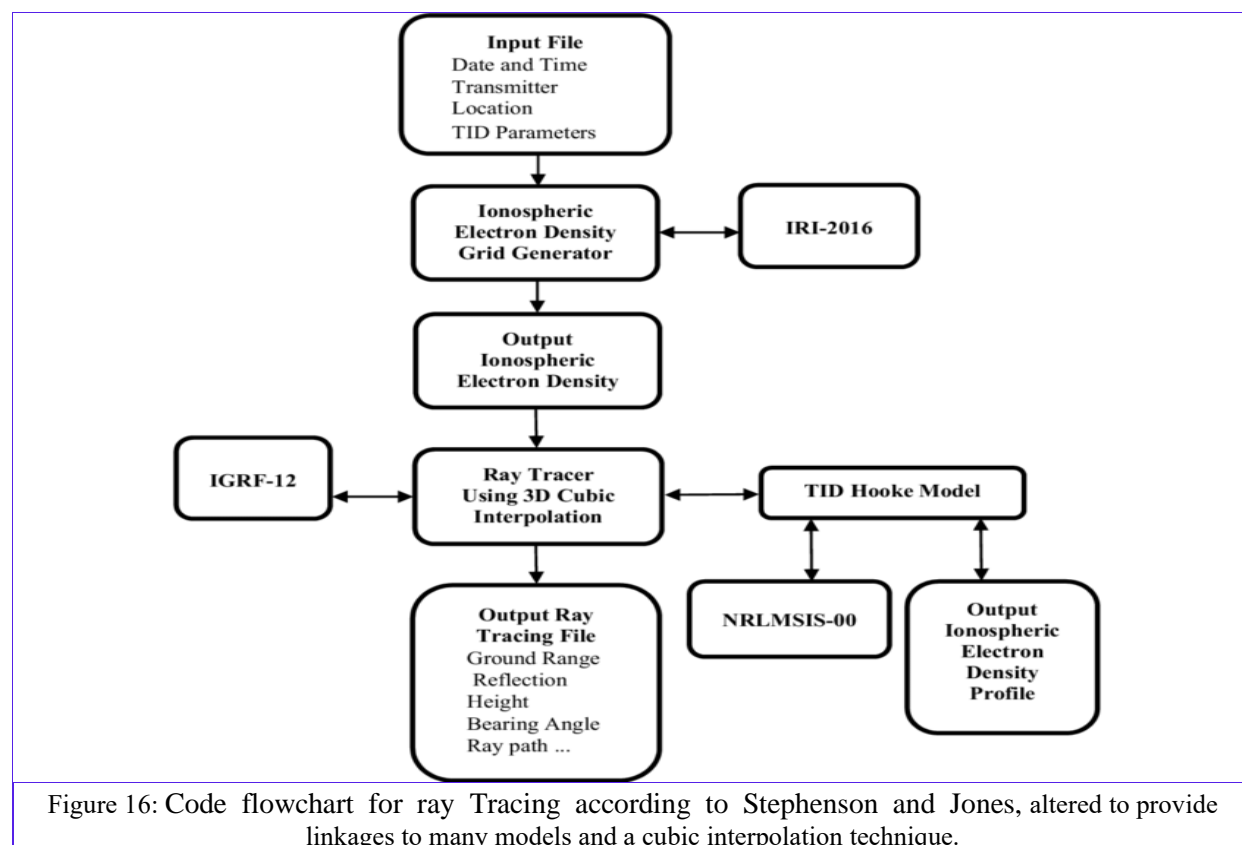 Input File
Date and Time
Transmitter
Location
TID Parameters
Ionospheric
Electron Density
Grid Generator
IRI-2016
Output
Ionospheric
Electron Density
IGRF-12
Ray Tracer
Using 3D Cubic
Interpolation
TID Hooke Model
Output Ray
Tracing File
Ground Range
Reflection
Height
Bearing Angle
Ray path ...
NRLMSIS-00
Output
Ionospheric
Electron
Density
Profile
Figure 16: Code flowchart for ray Tracing according to Stephenson and Jones, altered to provide
linkages to many models and a cubic interpolation technique.